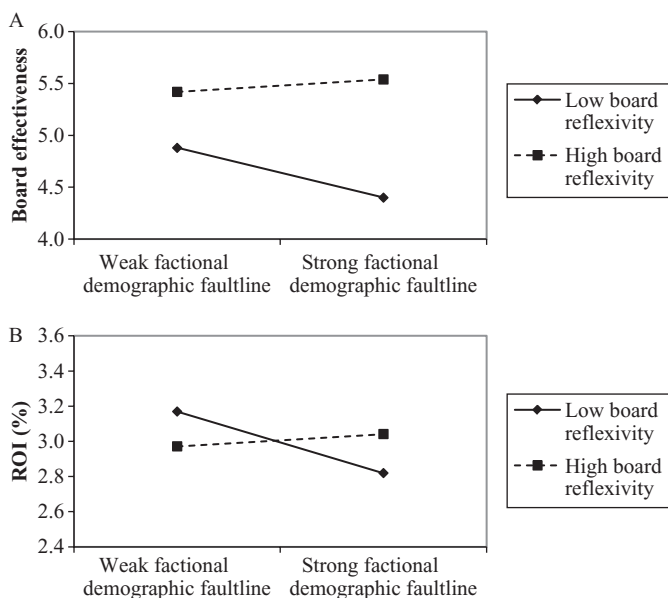 A
6.0
5.5
5.0
4.5
4.0
Board effectiveness
Weak factional
demographic faultline
Strong factional
demographic faultline
Low board
reflexivity
High board
reflexivity
B
3.6
3.4
3.2
3.0
2.8
2.6
2.4
ROI (%)
Weak factional
demographic faultline
Strong factional
demographic faultline
Low board
reflexivity
High board
reflexivity